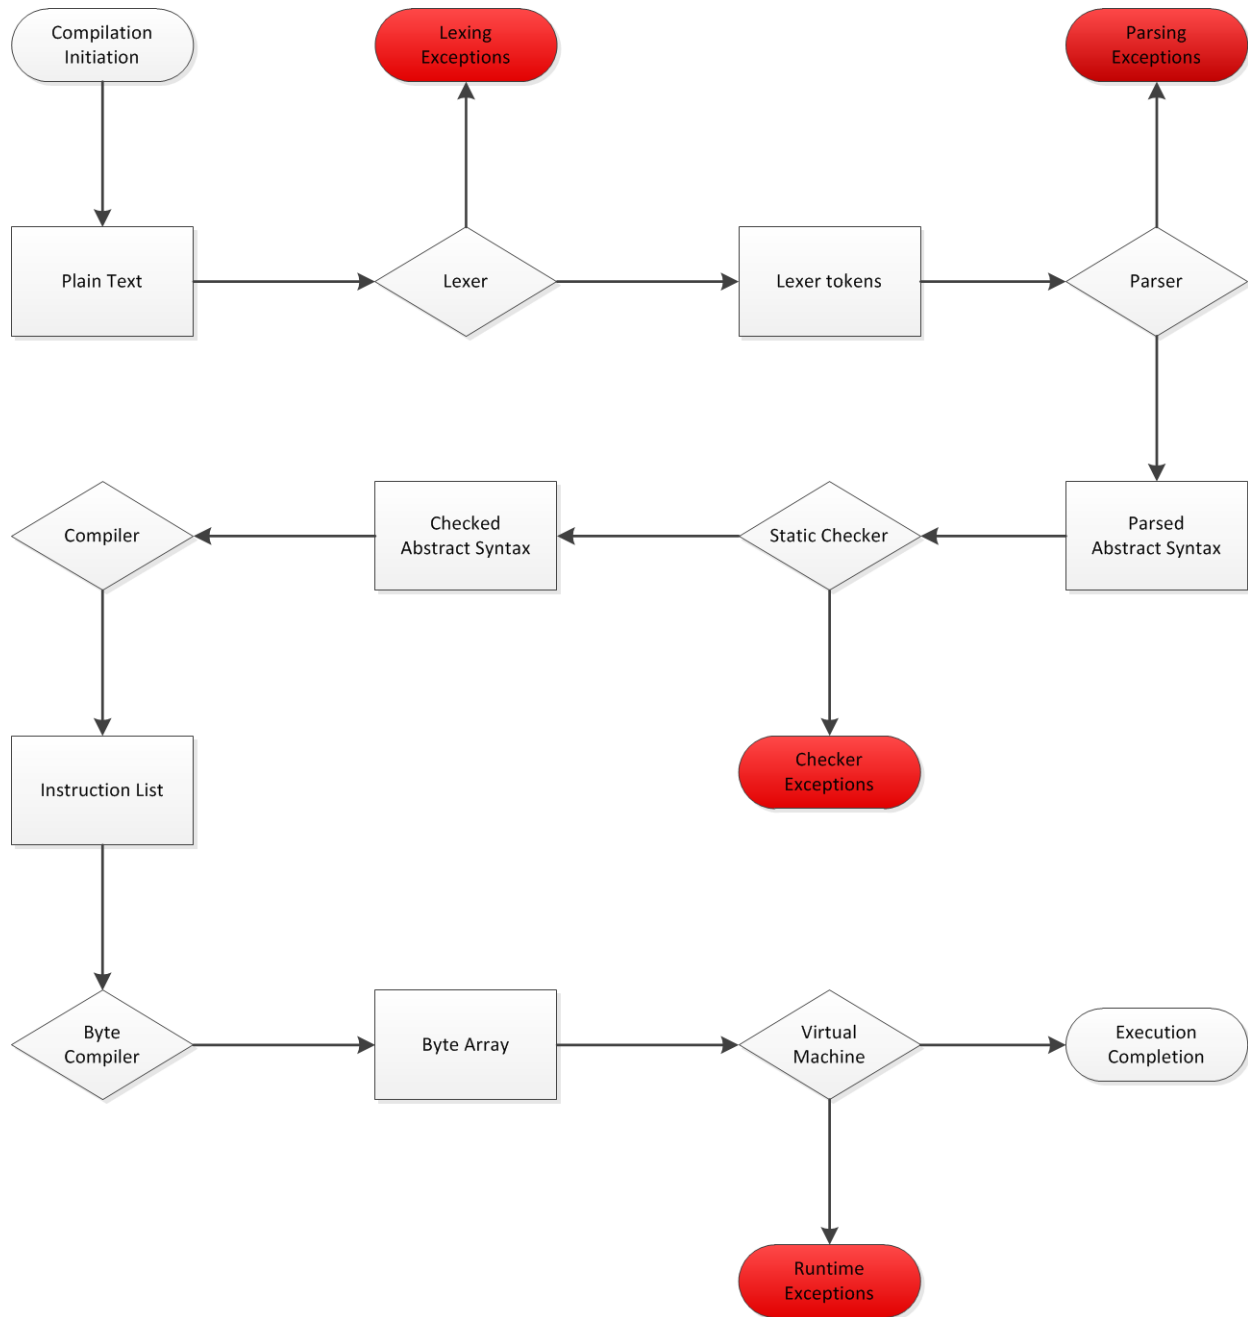 Compilation
Initiation
Lexing
Exceptions
Parsing
Exceptions
Plain Text
Lexer
Lexer tokens
Parser
Compiler
Checked
Abstract Syntax
Static Checker
Parsed
Abstract Syntax
Instruction List
Checker
Exceptions
Byte
Compiler
Byte Array
Virtual
Machine
Execution
Completion
Runtime
Exceptions